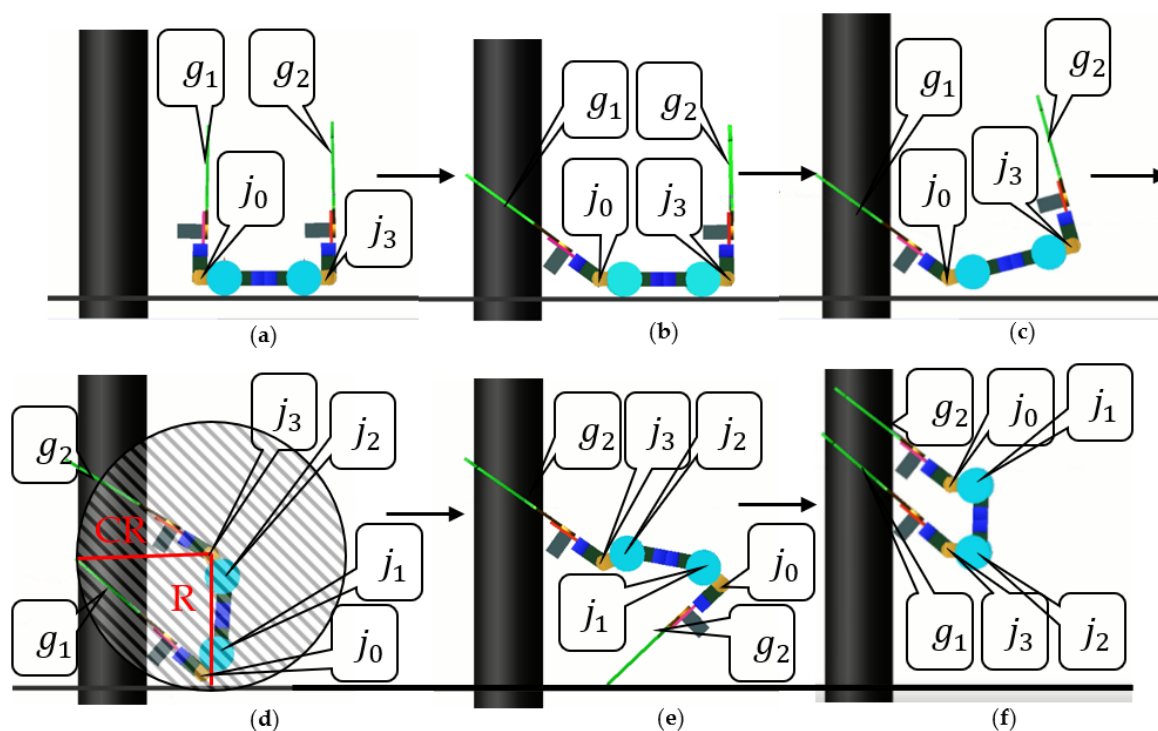 g₁ g₂
j₀
j₃
(a)
g₁ g₂
j₀ j₃
(b)
g₁ g₂
j₀ j₃
(c)
j₃
j₂
g₂
CR
R
j₁
g₁
j₀
(d)
g₂ j₃ j₂
j₁ j₀
g₂
(e)
g₂ j₀ j₁
g₁ j₃ j₂
(f)